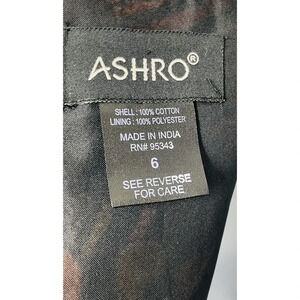 ASHRO®
SHELL: 100% COTTON
LINING: 100% POLYESTER
MADE IN INDIA
RN# 95343
6
SEE REVERSE
FOR CARE